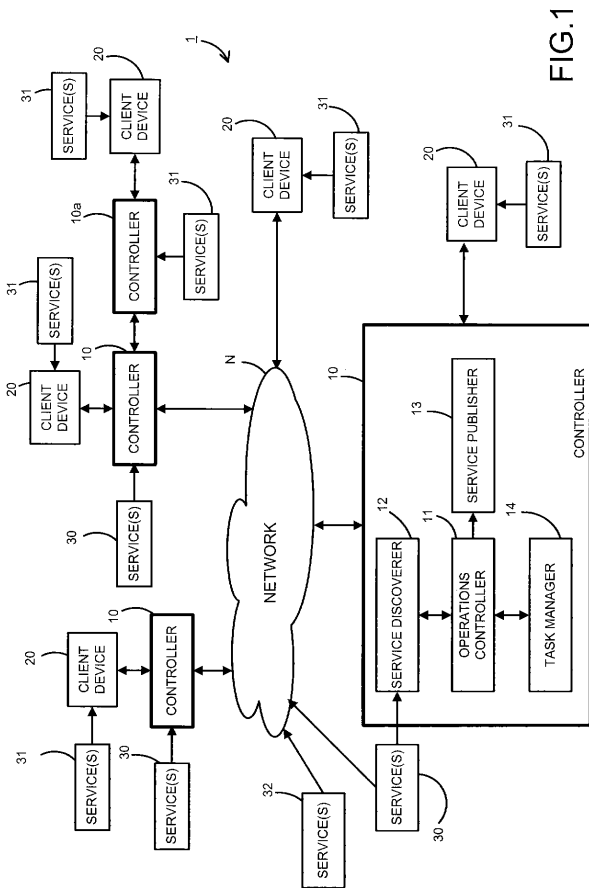 31
SERVICE(S)
20
CLIENT
DEVICE
1
FIG.1
10a
CONTROLLER
31
SERVICE(S)
31
SERVICE(S)
20
CLIENT
DEVICE
10
CONTROLLER
30
SERVICE(S)
20
CLIENT
DEVICE
31
SERVICE(S)
20
CLIENT
DEVICE
31
SERVICE(S)
10
CONTROLLER
31
SERVICE(S)
30
SERVICE(S)
20
CLIENT
DEVICE
N
NETWORK
32
SERVICE(S)
30
SERVICE(S)
10
CONTROLLER
12
SERVICE DISCOVERER
11
OPERATIONS
CONTROLLER
13
SERVICE PUBLISHER
14
TASK MANAGER